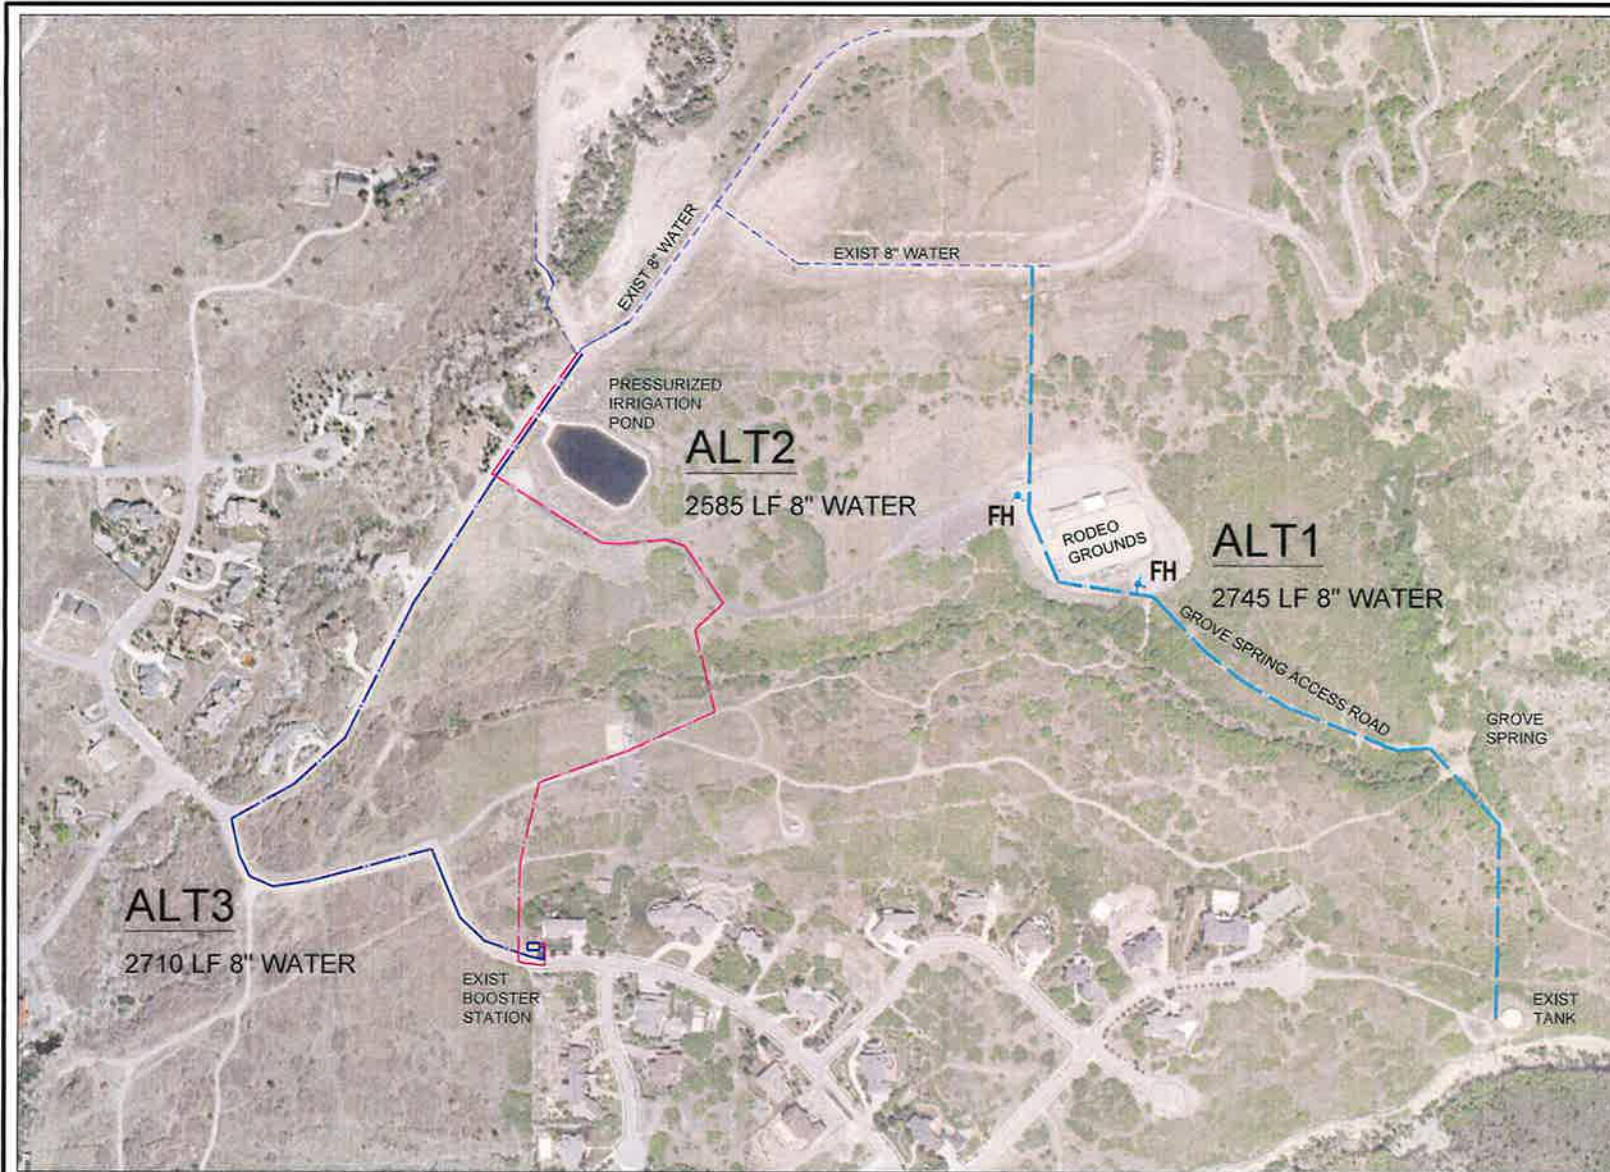 EXIST 8" WATER
EXIST 8" WATER
PRESSURIZED
IRRIGATION
POND
ALT2
2585 LF 8" WATER
FH
RODEO
GROUNDS
FH
ALT1
2745 LF 8" WATER
GROVE SPRING ACCESS ROAD
GROVE
SPRING
ALT3
2710 LF 8" WATER
EXIST
BOOSTER
STATION
EXIST
TANK